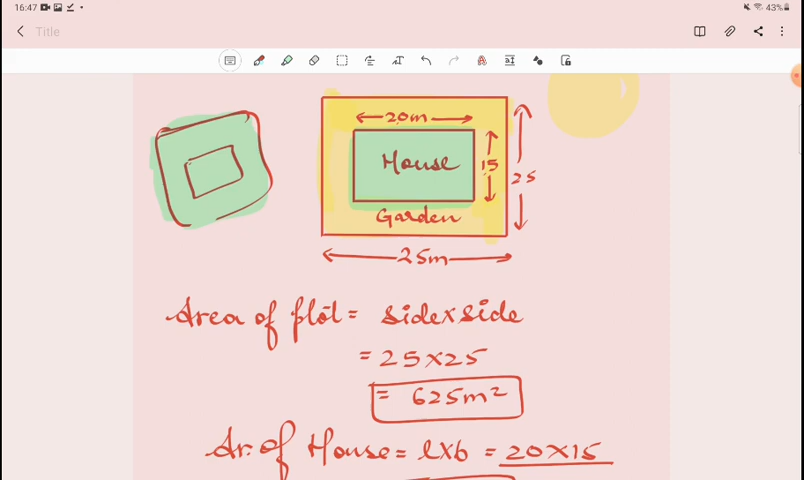 16:47
43%
Title
20m
House
15
25
Garden
25m
Area of plot = side×side
= 25×25
= 625m²
Ar. of House = l×b = 20×15